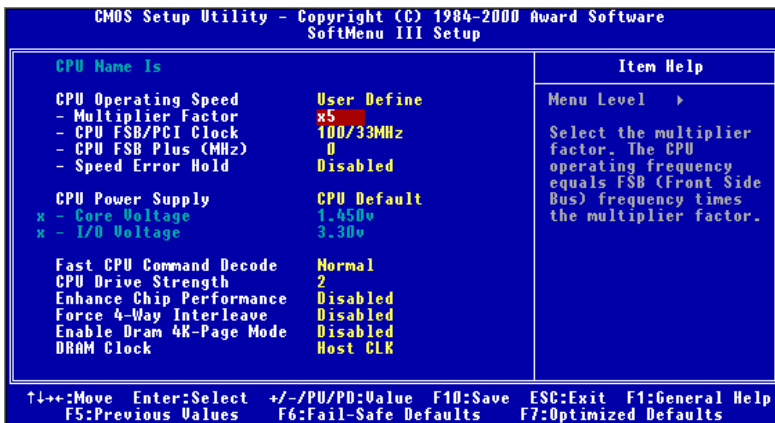 CMOS Setup Utility – Copyright (C) 1984-2000 Award Software
SoftMenu III Setup
CPU Name Is
CPU Operating Speed User Define
- Multiplier Factor x5
- CPU FSB/PCI Clock 100/33MHz
- CPU FSB Plus (MHz) 0
- Speed Error Hold Disabled
CPU Power Supply CPU Default
x - Core Voltage 1.450v
x - I/O Voltage 3.30v
Fast CPU Command Decode Normal
CPU Drive Strength 2
Enhance Chip Performance Disabled
Force 4-Way Interleave Disabled
Enable Dram 4K-Page Mode Disabled
DRAM Clock Host CLK
Item Help
Menu Level ▸
Select the multiplier
factor. The CPU
operating frequency
equals FSB (Front Side
Bus) frequency times
the multiplier factor.
↑↓→←:Move Enter:Select +/-/PU/PD:Value F10:Save ESC:Exit F1:General Help
F5:Previous Values F6:Fail-Safe Defaults F7:Optimized Defaults